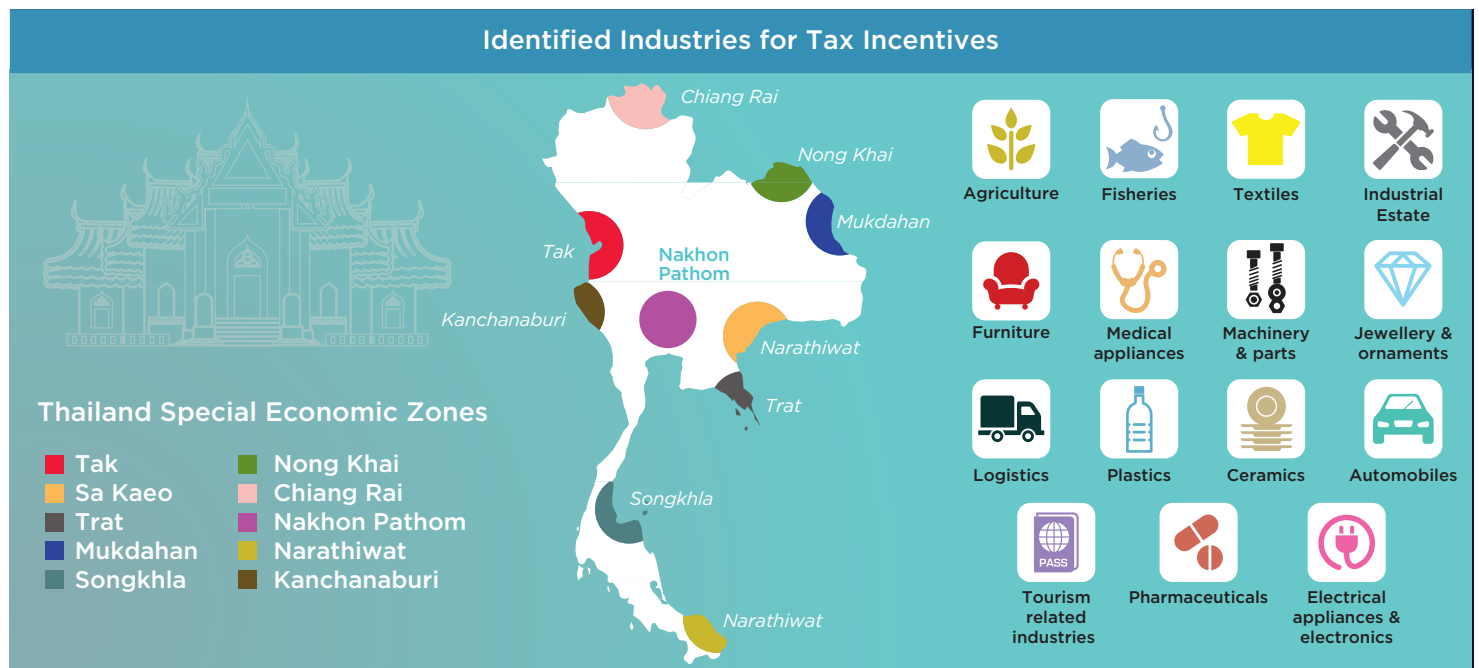 Identified Industries for Tax Incentives
Chiang Rai
Nong Khai
Mukdahan
Tak
Nakhon
Pathom
Kanchanaburi
Narathiwat
Trat
Songkhla
Narathiwat
Thailand Special Economic Zones
Tak
Sa Kaeo
Trat
Mukdahan
Songkhla
Nong Khai
Chiang Rai
Nakhon Pathom
Narathiwat
Kanchanaburi
Agriculture
Fisheries
Textiles
Industrial
Estate
Furniture
Medical
appliances
Machinery
& parts
Jewellery &
ornaments
Logistics
Plastics
Ceramics
Automobiles
PASS
Tourism
related
industries
Pharmaceuticals
Electrical
appliances &
electronics